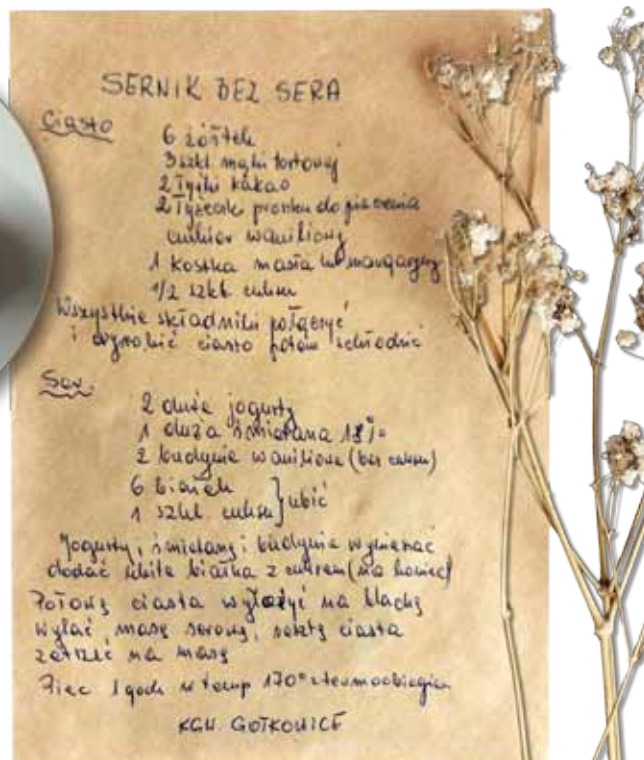 SERNIK BEZ SERA
Ciasto
6 żółtek
3 szkl mąki tortowej
2 łyżki kakao
2 łyżeczki proszku do pieczenia
cukier waniliowy
1 kostka masła lub margaryny
1/2 szkl cukru
Wszystkie składniki połączyć
i wyrobić ciasto potem schłodzić
Ser.
2 duże jogurty
1 duża śmietana 18%
2 budynie waniliowe (bez cukru)
6 białek
1 szkl cukru } ubić
Jogurty, śmietanę i budynie wymieszać
dodać ubite białka z cukrem (na koniec)
Połowę ciasta wyłożyć na blachę
wylać masę serową, resztę ciasta
zetrzeć na masę
Piec 1 godz w temp 170° z termoobiegiem
KGW. GOTKOWICE